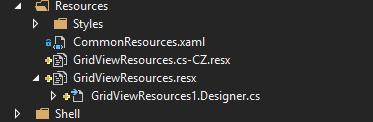 Resources
Styles
CommonResources.xaml
GridViewResources.cs-CZ.resx
GridViewResources.resx
GridViewResources1.Designer.cs
Shell